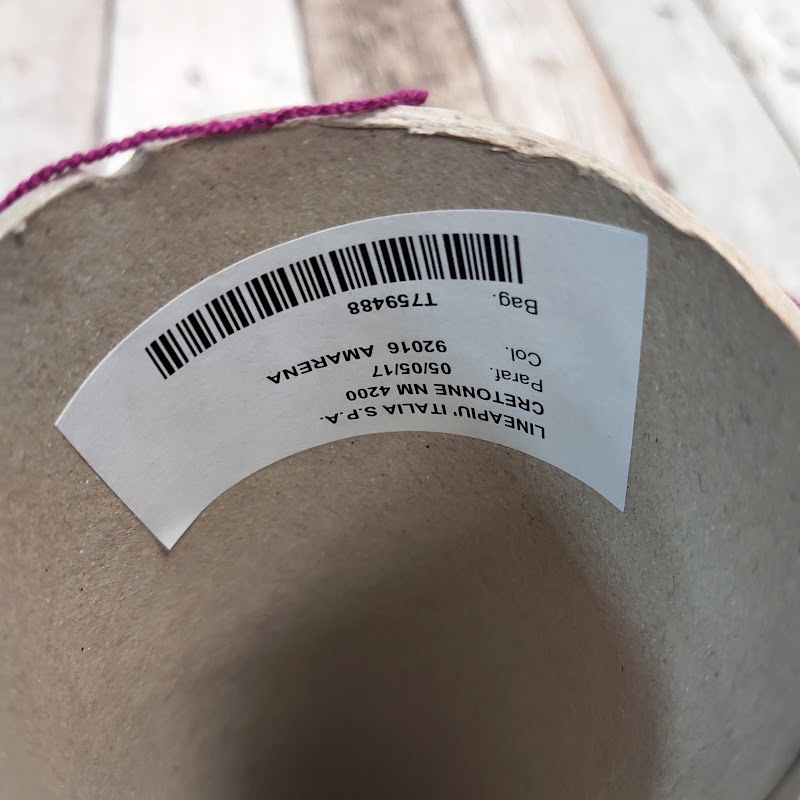 LINEAPIU' ITALIA S.P.A.
CRETONNE NM 4200
Paraf. 05/05/17
Col. 92016 AMARENA
Bag. T759488